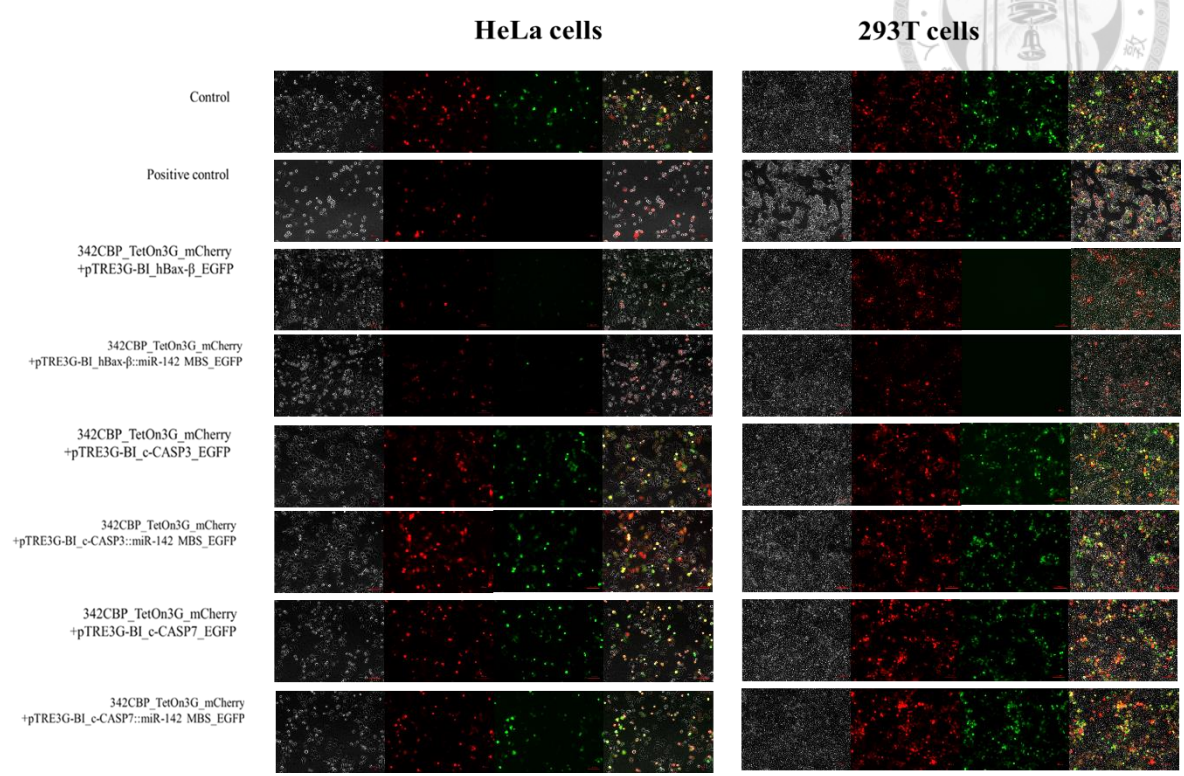 HeLa cells
293T cells
Control
Positive control
342CBP_TetOn3G_mCherry
+pTRE3G-BI_hBax-β_EGFP
342CBP_TetOn3G_mCherry
+pTRE3G-BI_hBax-β::miR-142 MBS_EGFP
342CBP_TetOn3G_mCherry
+pTRE3G-BI_c-CASP3_EGFP
342CBP_TetOn3G_mCherry
+pTRE3G-BI_c-CASP3::miR-142 MBS_EGFP
342CBP_TetOn3G_mCherry
+pTRE3G-BI_c-CASP7_EGFP
342CBP_TetOn3G_mCherry
+pTRE3G-BI_c-CASP7::miR-142 MBS_EGFP